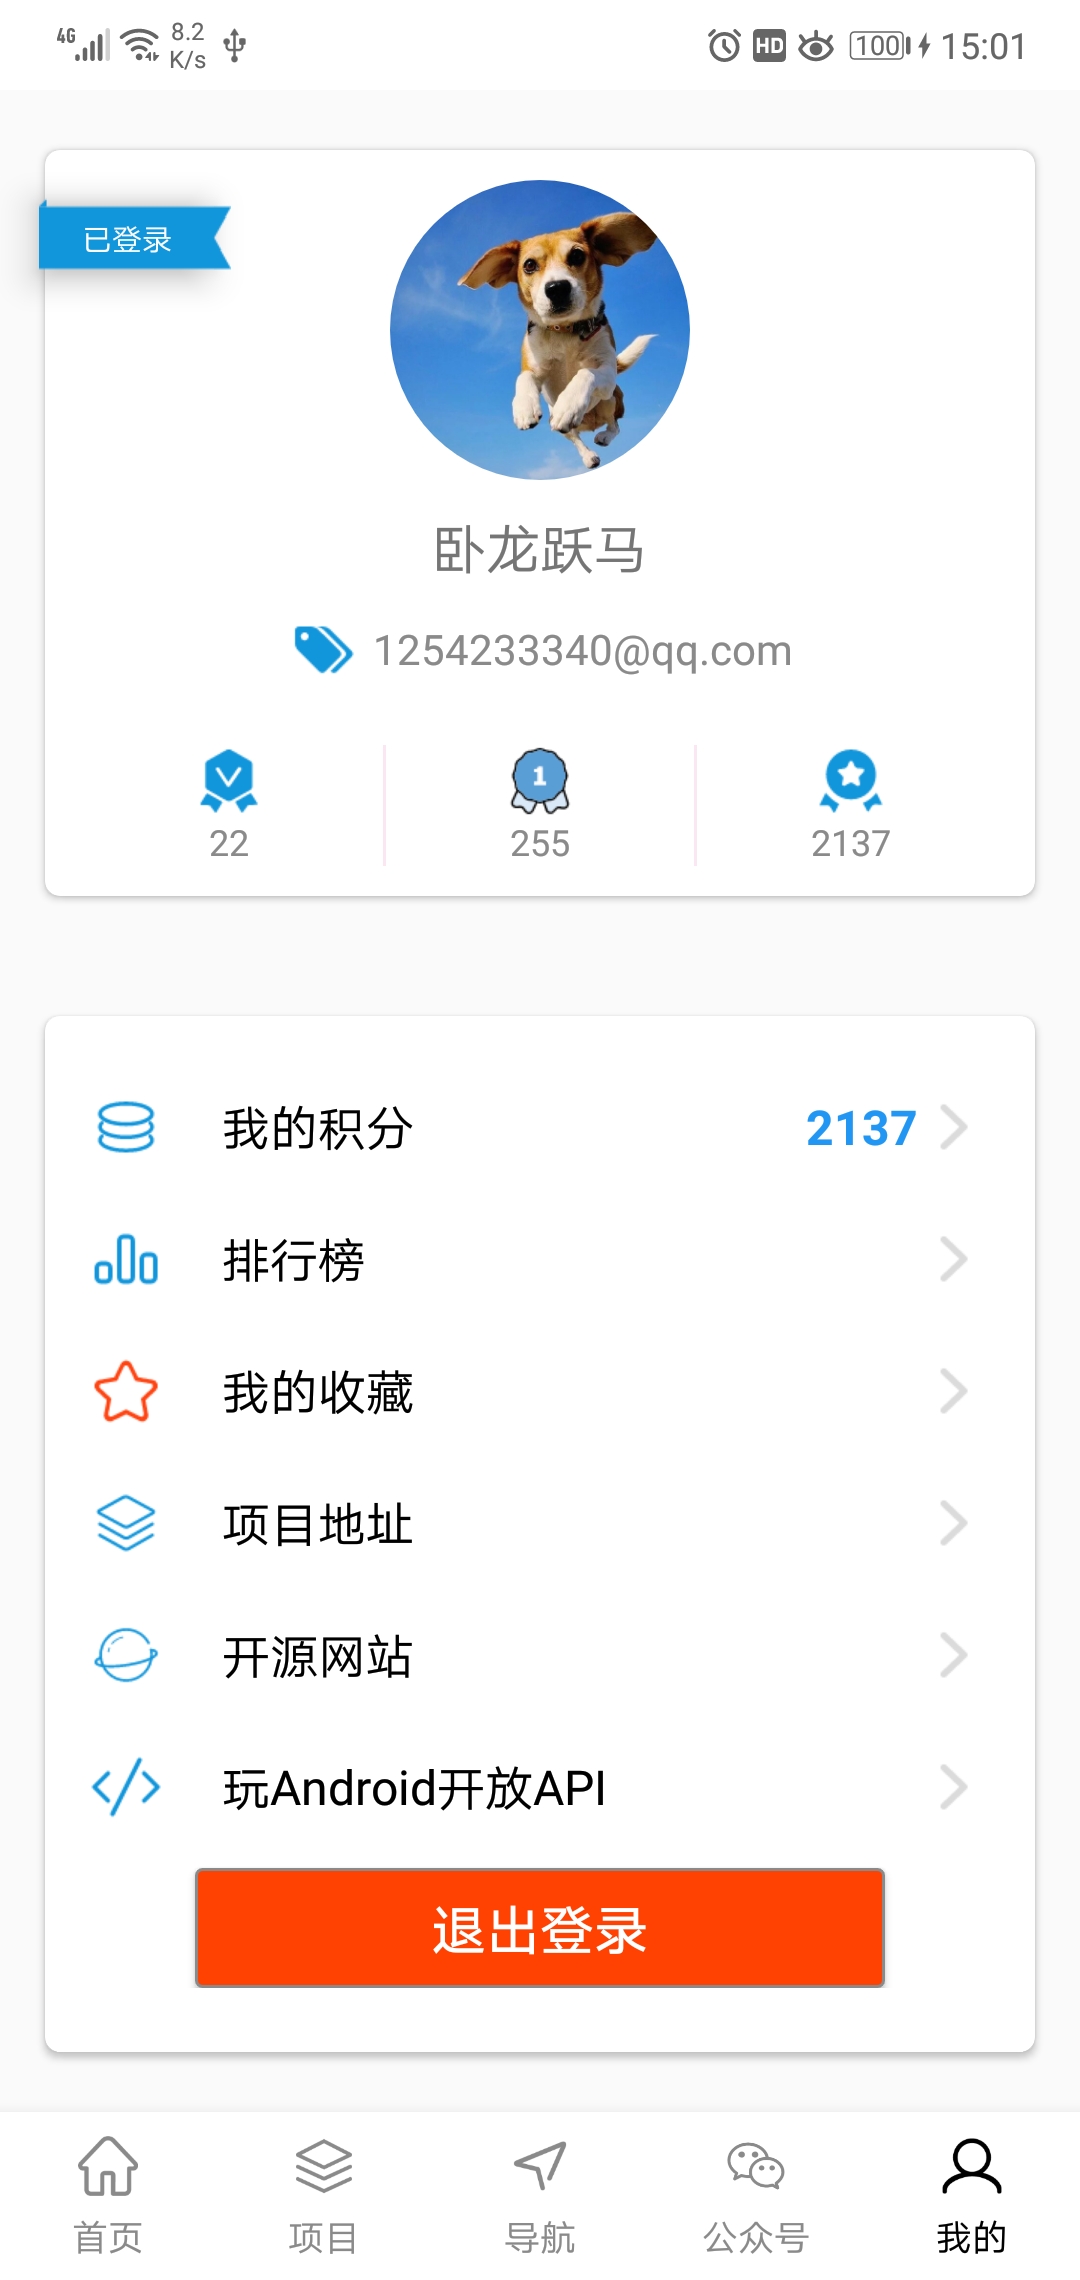 4G 8.2 K/s HD 100 15:01
已登录
卧龙跃马
1254233340@qq.com
1
22 255 2137
我的积分 2137
排行榜
我的收藏
项目地址
开源网站
玩Android开放API
退出登录
首页 项目 导航 公众号 我的